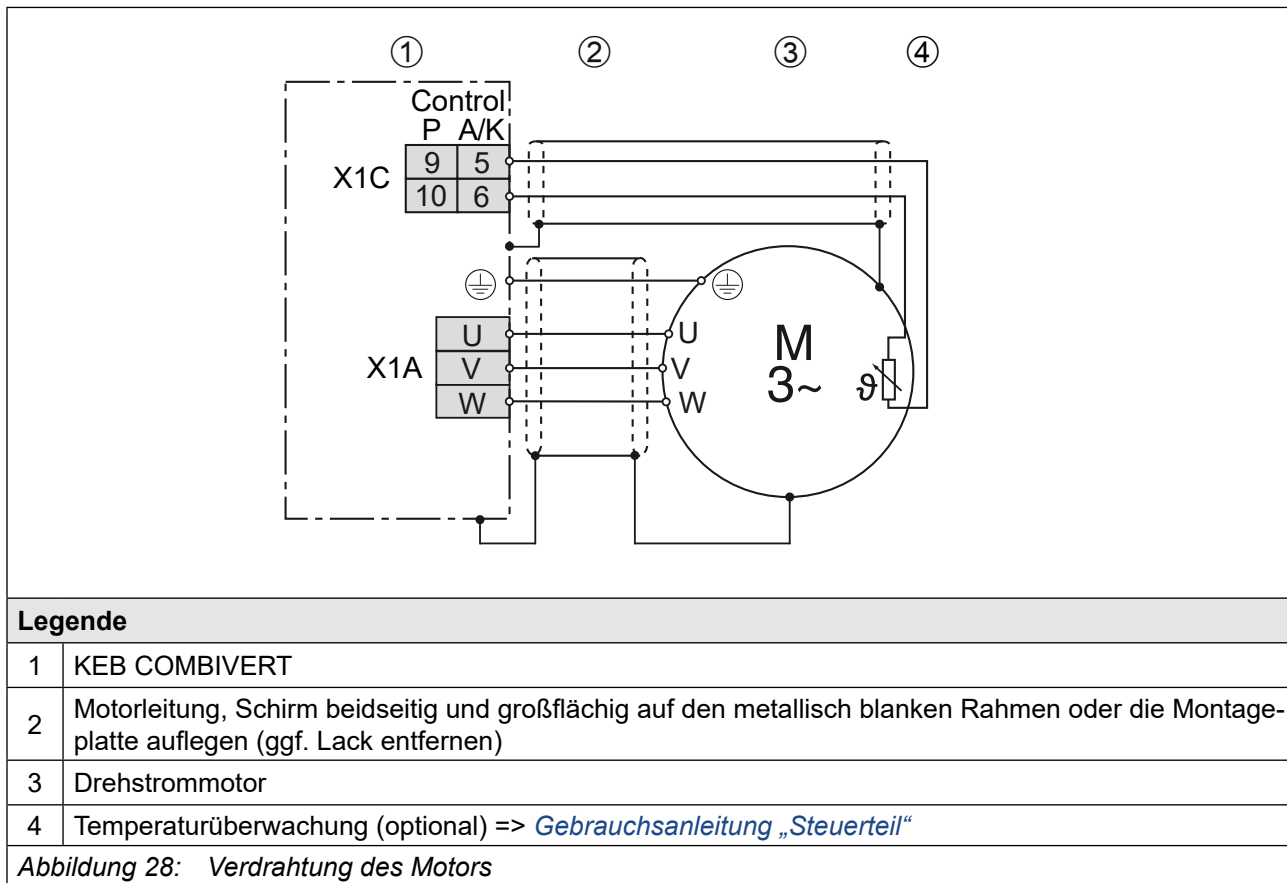 ① ② ③ ④
Control
P A/K
X1C 9 5
10 6
U U
X1A V V
W W
M
3~ ϑ
Legende
1 KEB COMBIVERT
2 Motorleitung, Schirm beidseitig und großflächig auf den metallisch blanken Rahmen oder die Montage-
platte auflegen (ggf. Lack entfernen)
3 Drehstrommotor
4 Temperaturüberwachung (optional) => Gebrauchsanleitung „Steuerteil“
Abbildung 28: Verdrahtung des Motors